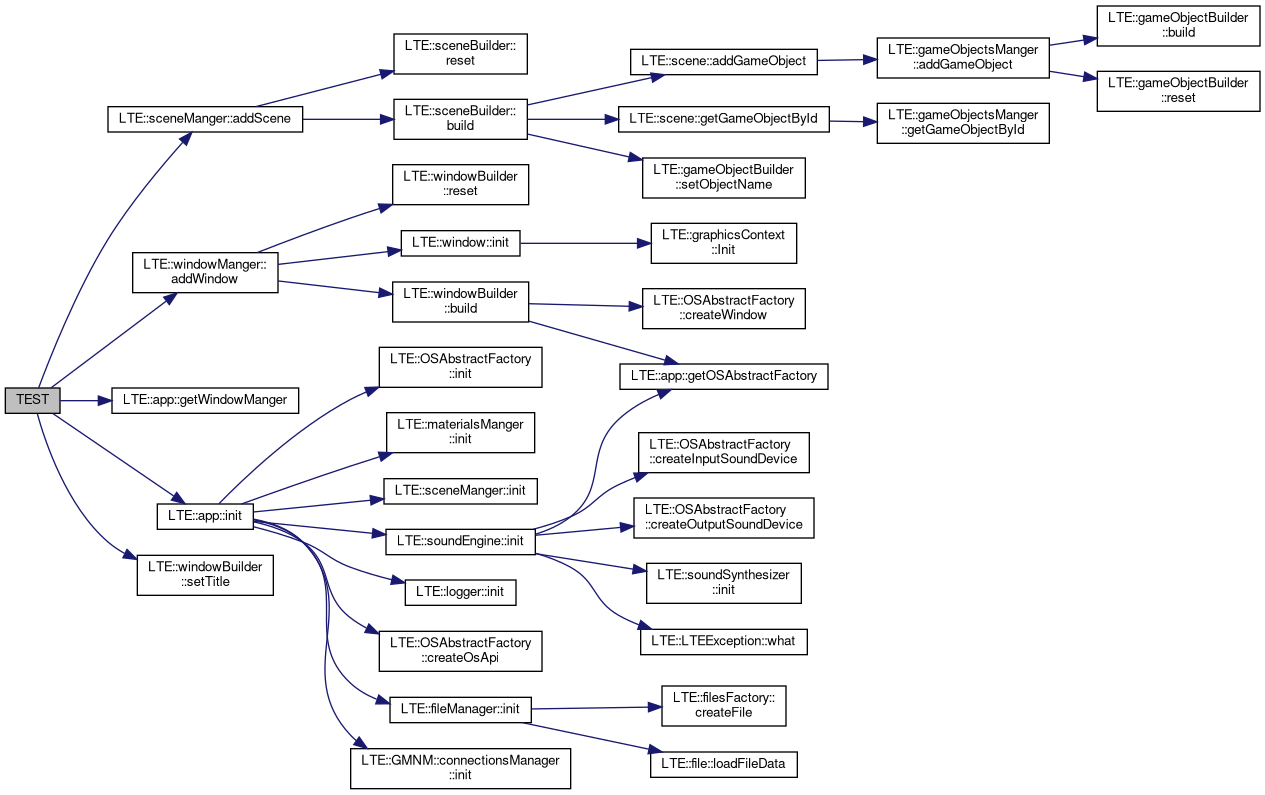 TEST
LTE::sceneManger::addScene
LTE::sceneBuilder::
reset
LTE::sceneBuilder::
build
LTE::scene::addGameObject
LTE::gameObjectsManger
::addGameObject
LTE::gameObjectBuilder
::build
LTE::gameObjectBuilder
::reset
LTE::scene::getGameObjectById
LTE::gameObjectsManger
::getGameObjectById
LTE::gameObjectBuilder
::setObjectName
LTE::windowManger::
addWindow
LTE::windowBuilder
::reset
LTE::window::init
LTE::graphicsContext
::Init
LTE::windowBuilder
::build
LTE::OSAbstractFactory
::createWindow
LTE::app::getOSAbstractFactory
LTE::app::getWindowManger
LTE::app::init
LTE::OSAbstractFactory
::init
LTE::materialsManger
::init
LTE::sceneManger::init
LTE::soundEngine::init
LTE::OSAbstractFactory
::createInputSoundDevice
LTE::OSAbstractFactory
::createOutputSoundDevice
LTE::soundSynthesizer
::init
LTE::LTEException::what
LTE::logger::init
LTE::OSAbstractFactory
::createOsApi
LTE::fileManager::init
LTE::filesFactory::
createFile
LTE::file::loadFileData
LTE::GMNM::connectionsManager
::init
LTE::windowBuilder
::setTitle